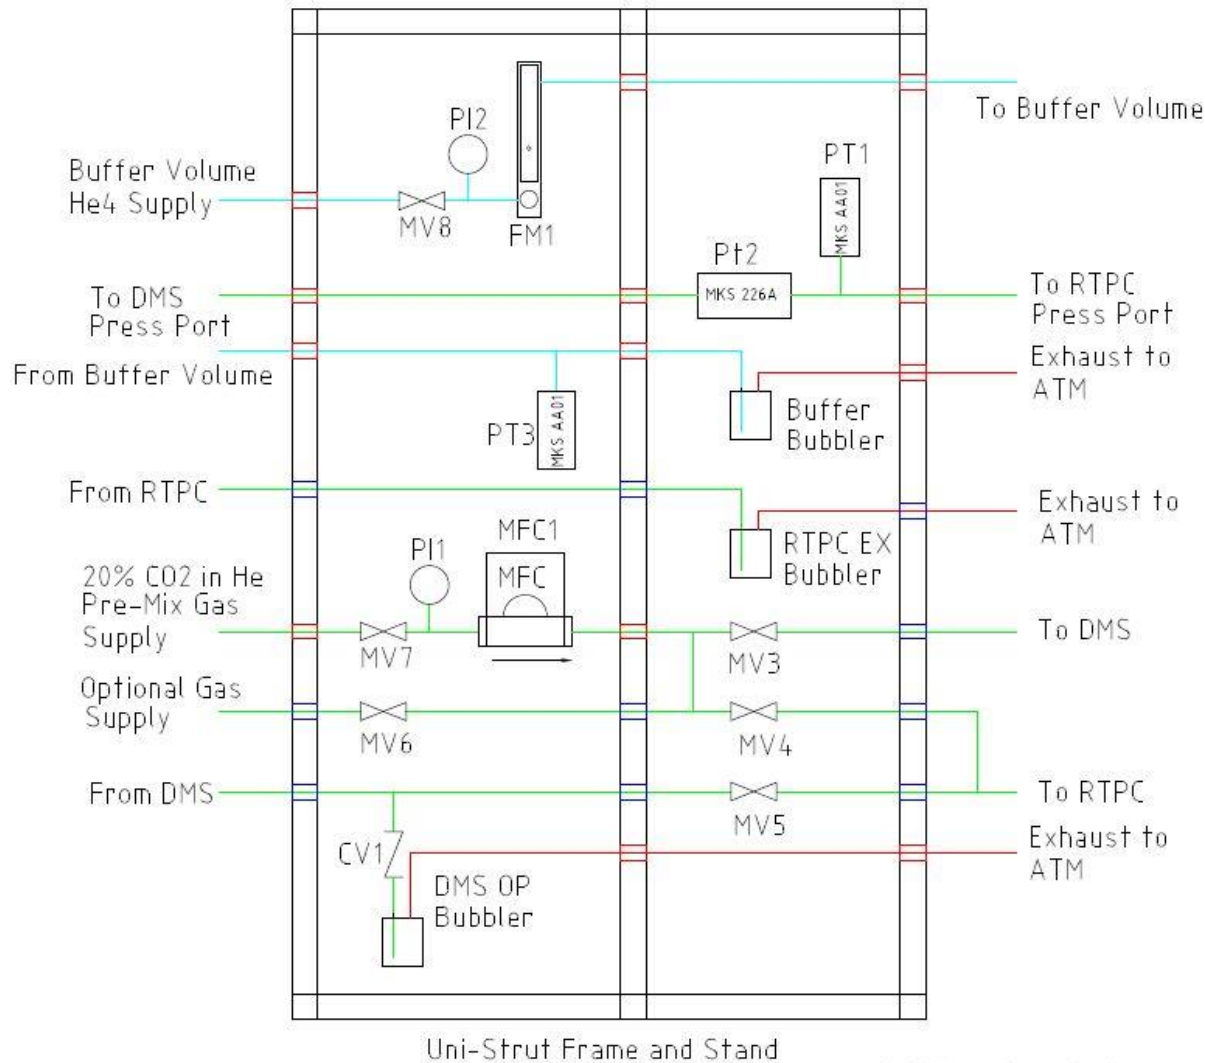 To Buffer Volume
PI2
PT1
Buffer Volume
He4 Supply
MKS AA01
MV8
FM1
Pt2
To DMS
Press Port
MKS 226A
To RTPC
Press Port
From Buffer Volume
Exhaust to
ATM
PT3
MKS AA01
Buffer
Bubbler
From RTPC
Exhaust to
ATM
MFC1
PI1
MFC
RTPC EX
Bubbler
20% CO2 in He
Pre-Mix Gas
Supply
To DMS
MV7
MV3
Optional Gas
Supply
MV6
MV4
From DMS
To RTPC
MV5
CV1
Exhaust to
ATM
DMS OP
Bubbler
Uni-Strut Frame and Stand